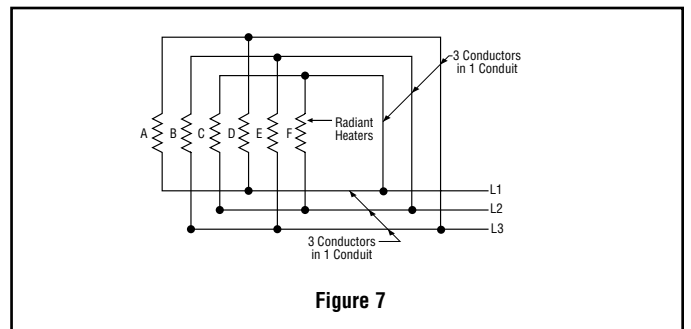 3 Conductors
in 1 Conduit
A B C D E F
Radiant
Heaters
L1
L2
L3
3 Conductors
in 1 Conduit
Figure 7